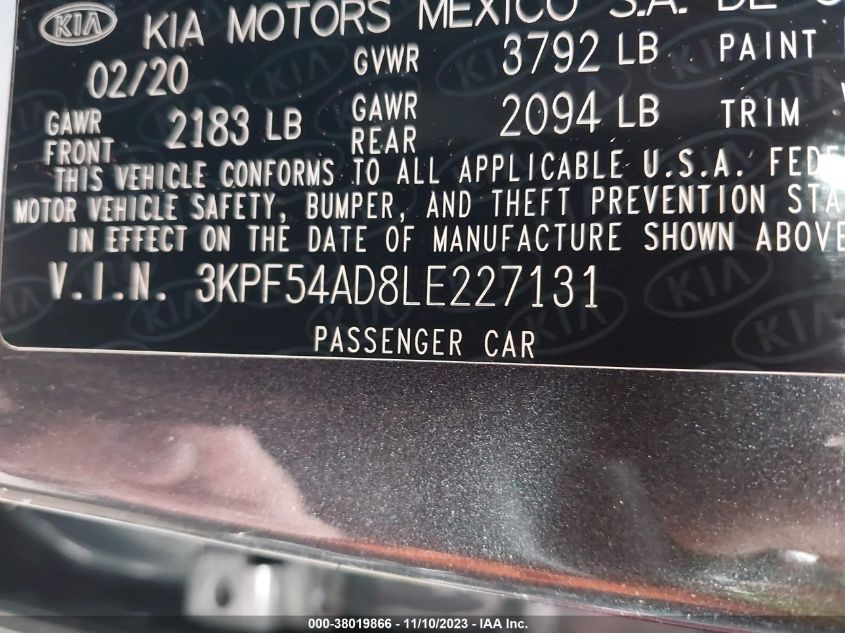 KIA KIA MOTORS MEXICO S.A. DE
02/20 GVWR 3792 LB PAINT
GAWR FRONT 2183 LB GAWR REAR 2094 LB TRIM
THIS VEHICLE CONFORMS TO ALL APPLICABLE U.S.A. FEDE
MOTOR VEHICLE SAFETY, BUMPER, AND THEFT PREVENTION STA
IN EFFECT ON THE DATE OF MANUFACTURE SHOWN ABOVE
V.I.N. 3KPF54AD8LE227131
PASSENGER CAR
000-38019866 - 11/10/2023 - IAA Inc.